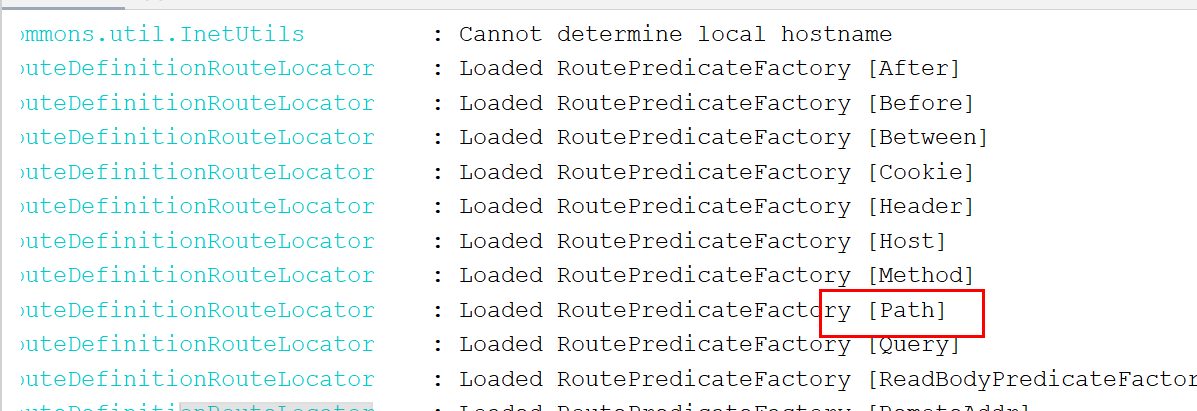 ommons.util.InetUtils : Cannot determine local hostname
outeDefinitionRouteLocator : Loaded RoutePredicateFactory [After]
outeDefinitionRouteLocator : Loaded RoutePredicateFactory [Before]
outeDefinitionRouteLocator : Loaded RoutePredicateFactory [Between]
outeDefinitionRouteLocator : Loaded RoutePredicateFactory [Cookie]
outeDefinitionRouteLocator : Loaded RoutePredicateFactory [Header]
outeDefinitionRouteLocator : Loaded RoutePredicateFactory [Host]
outeDefinitionRouteLocator : Loaded RoutePredicateFactory [Method]
outeDefinitionRouteLocator : Loaded RoutePredicateFactory [Path]
outeDefinitionRouteLocator : Loaded RoutePredicateFactory [Query]
outeDefinitionRouteLocator : Loaded RoutePredicateFactory [ReadBodyPredicateFactor
outeDefinitionRouteLocator : Loaded RoutePredicateFactory [RemoteAddr]